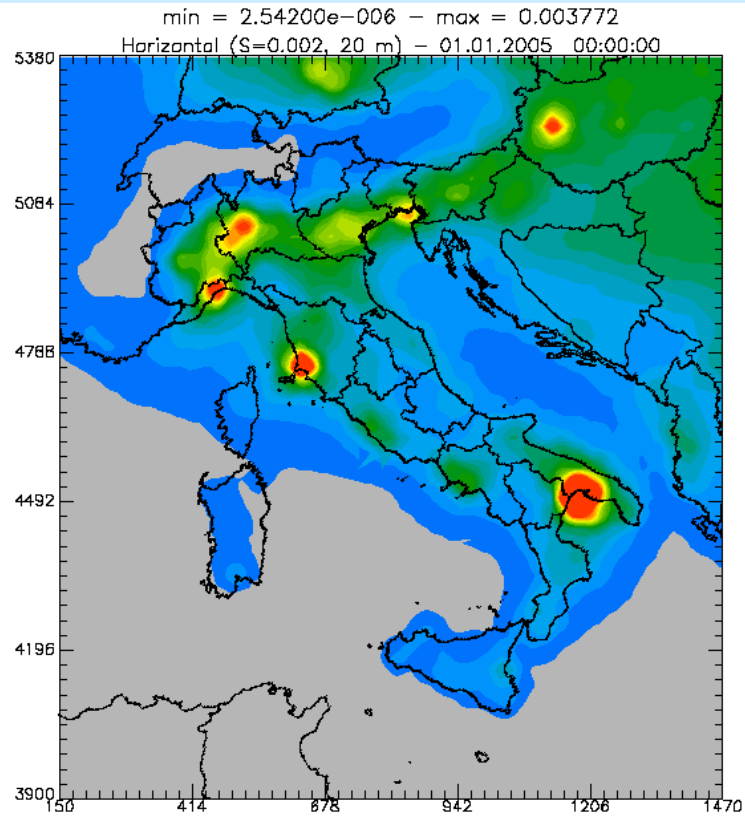 min = 2.54200e-006 - max = 0.003772
Horizontal (S=0.002, 20 m) - 01.01.2005 00:00:00
5380
5084
4788
4492
4196
3900
150 414 678 942 1206 1470